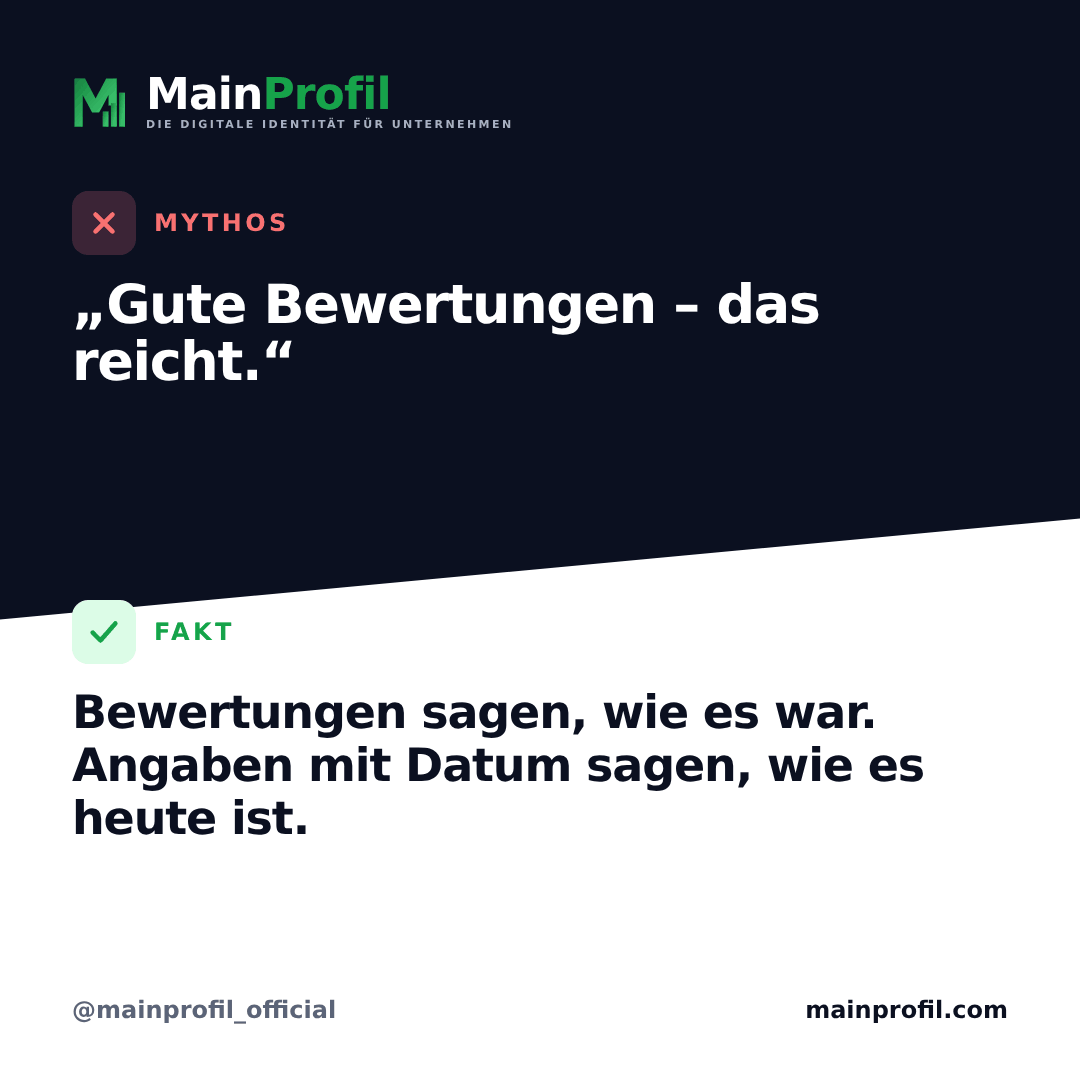 MainProfil
DIE DIGITALE IDENTITÄT FÜR UNTERNEHMEN
MYTHOS
„Gute Bewertungen – das
reicht.“
FAKT
Bewertungen sagen, wie es war.
Angaben mit Datum sagen, wie es
heute ist.
@mainprofil_official
mainprofil.com